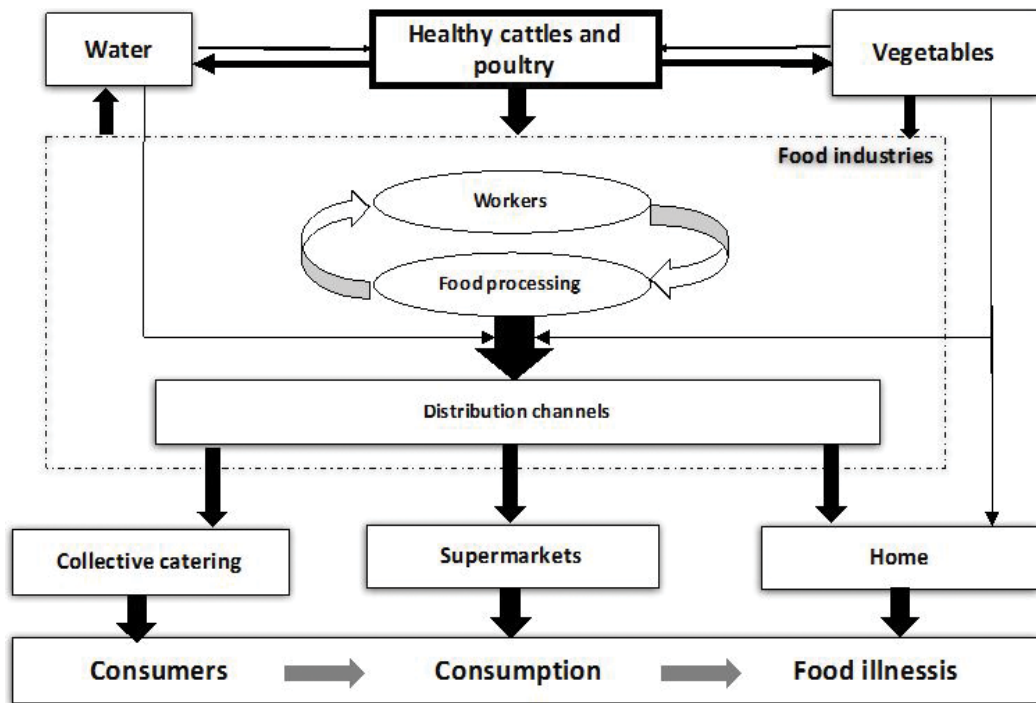 Water
Healthy cattles and
poultry
Vegetables
Food industries
Workers
Food processing
Distribution channels
Collective catering
Supermarkets
Home
Consumers
Consumption
Food illnessis